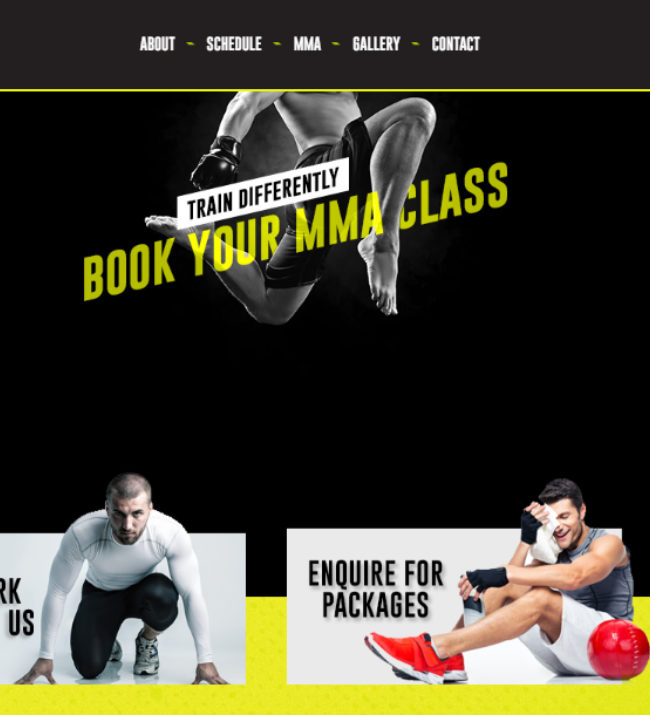 ABOUT - SCHEDULE - MMA - GALLERY - CONTACT
TRAIN DIFFERENTLY
BOOK YOUR MMA CLASS
RK
US
ENQUIRE FOR
PACKAGES